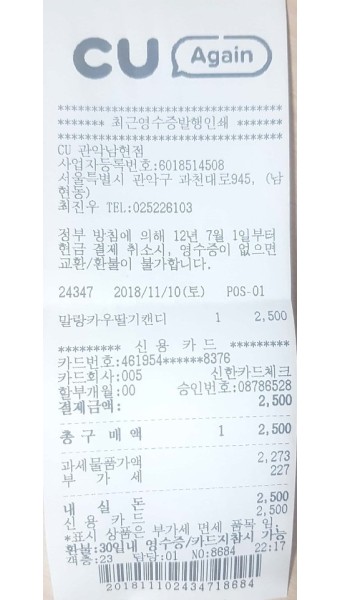 CU Again
************************************
******* 최근영수증발행인쇄 *******
************************************
CU 관악남현점
사업자등록번호:6018514508
서울특별시 관악구 과천대로945, (남
현동)
최진우 TEL:025226103
정부 방침에 의해 12년 7월 1일부터
현금 결제 취소시, 영수증이 없으면
교환/환불이 불가합니다.
24347 2018/11/10(토) POS-01
말랑카우딸기캔디 1 2,500
********* 신 용 카 드 *********
카드번호:461954******8376
카드회사:005 신한카드체크
할부개월:00 승인번호:08786528
결제금액: 2,500
총 구 매 액 1 2,500
과세물품가액 2,273
부 가 세 227
내 실 돈 2,500
신 용 카 드 2,500
*표시 상품은 부가세 면세 품목 임.
환불:30일내 영수증/카드지참시 가능
객층:23 담당:01 NO:8684 22:17
2018111024347​18684